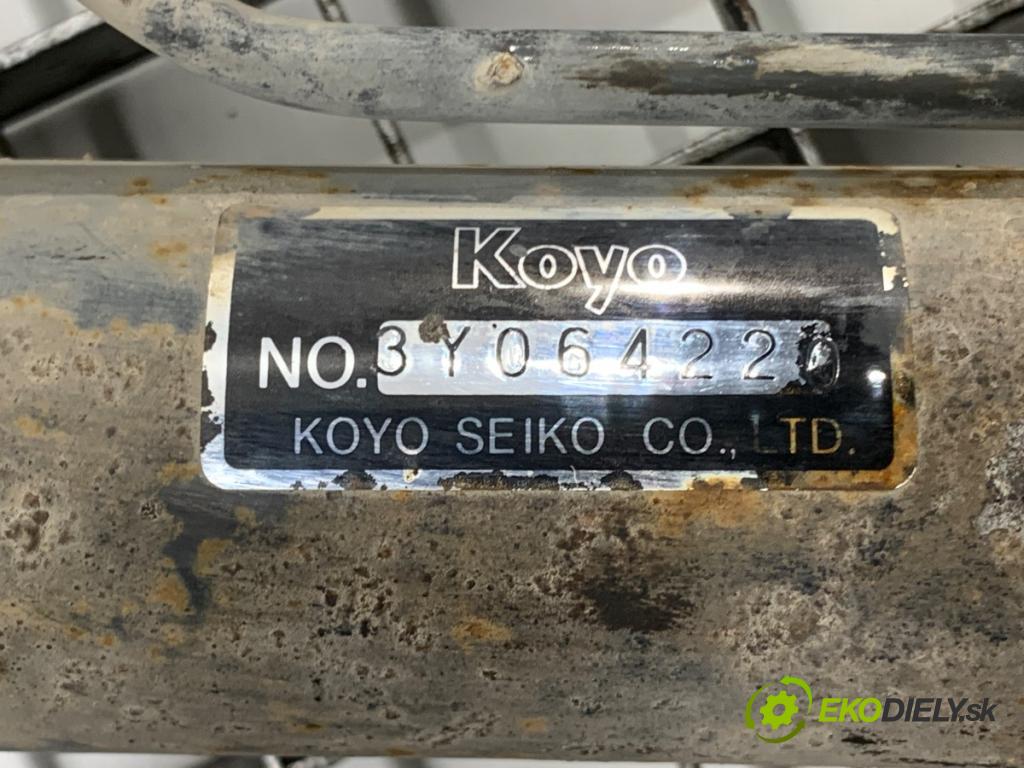 Koyo
NO. 3Y064220
KOYO SEIKO CO., LTD.
EKODIELY.sk